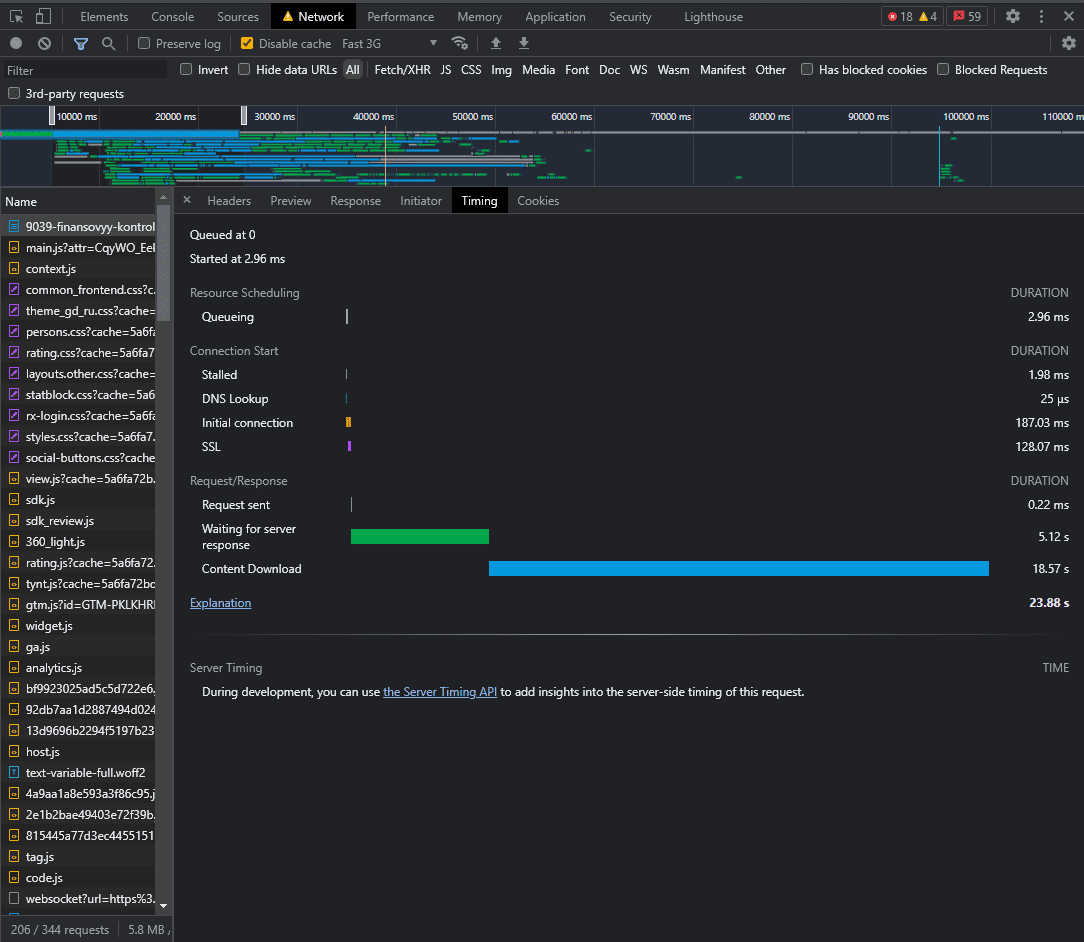 Elements Console Sources Network Performance Memory Application Security Lighthouse 18 4 59
Preserve log Disable cache Fast 3G
Filter Invert Hide data URLs All Fetch/XHR JS CSS Img Media Font Doc WS Wasm Manifest Other Has blocked cookies Blocked Requests
3rd-party requests
10000 ms 20000 ms 30000 ms 40000 ms 50000 ms 60000 ms 70000 ms 80000 ms 90000 ms 100000 ms 110000 m
Name
9039-finansovyy-kontrol
main.js?attr=CqyWO_Eel
context.js
common_frontend.css?c.
theme_gd_ru.css?cache=
persons.css?cache=5a6fa
rating.css?cache=5a6fa7
layouts.other.css?cache=
statblock.css?cache=5a6
rx-login.css?cache=5a6fa
styles.css?cache=5a6fa7.
social-buttons.css?cache
view.js?cache=5a6fa72b.
sdk.js
sdk_review.js
360_light.js
rating.js?cache=5a6fa72.
tynt.js?cache=5a6fa72bc
gtm.js?id=GTM-PKLKHRI
widget.js
ga.js
analytics.js
bf9923025ad5c5d722e6.
92db7aa1d2887494d024
13d9696b2294f5197b23
host.js
text-variable-full.woff2
4a9aa1a8e593a3f86c95.j
2e1b2bae49403e72f39b.
815445a77d3ec4455151
tag.js
code.js
websocket?url=https%3.
206 / 344 requests 5.8 MB /
Headers Preview Response Initiator Timing Cookies
Queued at 0
Started at 2.96 ms
Resource Scheduling DURATION
Queueing 2.96 ms
Connection Start DURATION
Stalled 1.98 ms
DNS Lookup 25 µs
Initial connection 187.03 ms
SSL 128.07 ms
Request/Response DURATION
Request sent 0.22 ms
Waiting for server
response 5.12 s
Content Download 18.57 s
Explanation 23.88 s
Server Timing TIME
During development, you can use the Server Timing API to add insights into the server-side timing of this request.